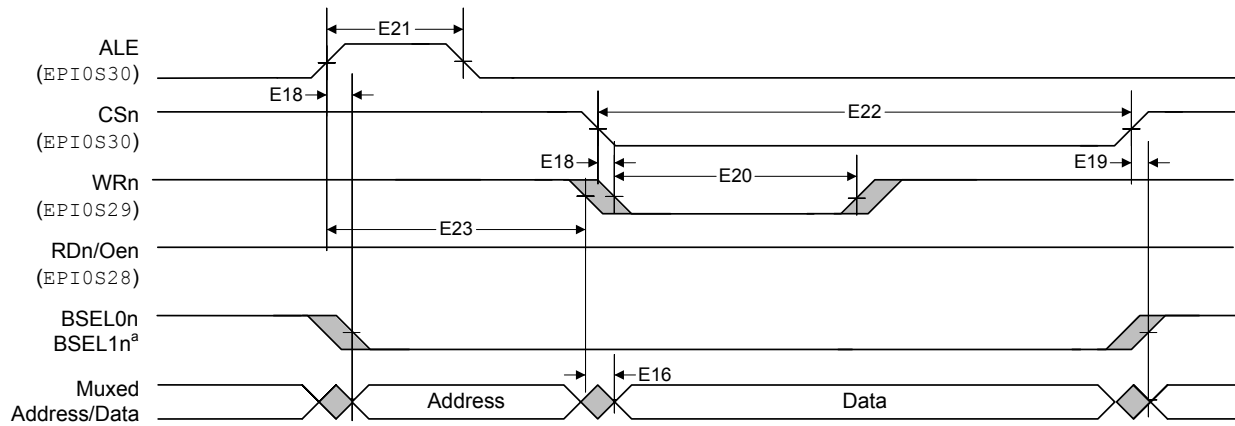 E21
ALE
(EPI0S30)
E18
CSn
(EPI0S30)
E22
E18
E20
E19
WRn
(EPI0S29)
E23
RDn/Oen
(EPI0S28)
BSEL0n
BSEL1nᵃ
E16
Muxed
Address/Data
Address
Data